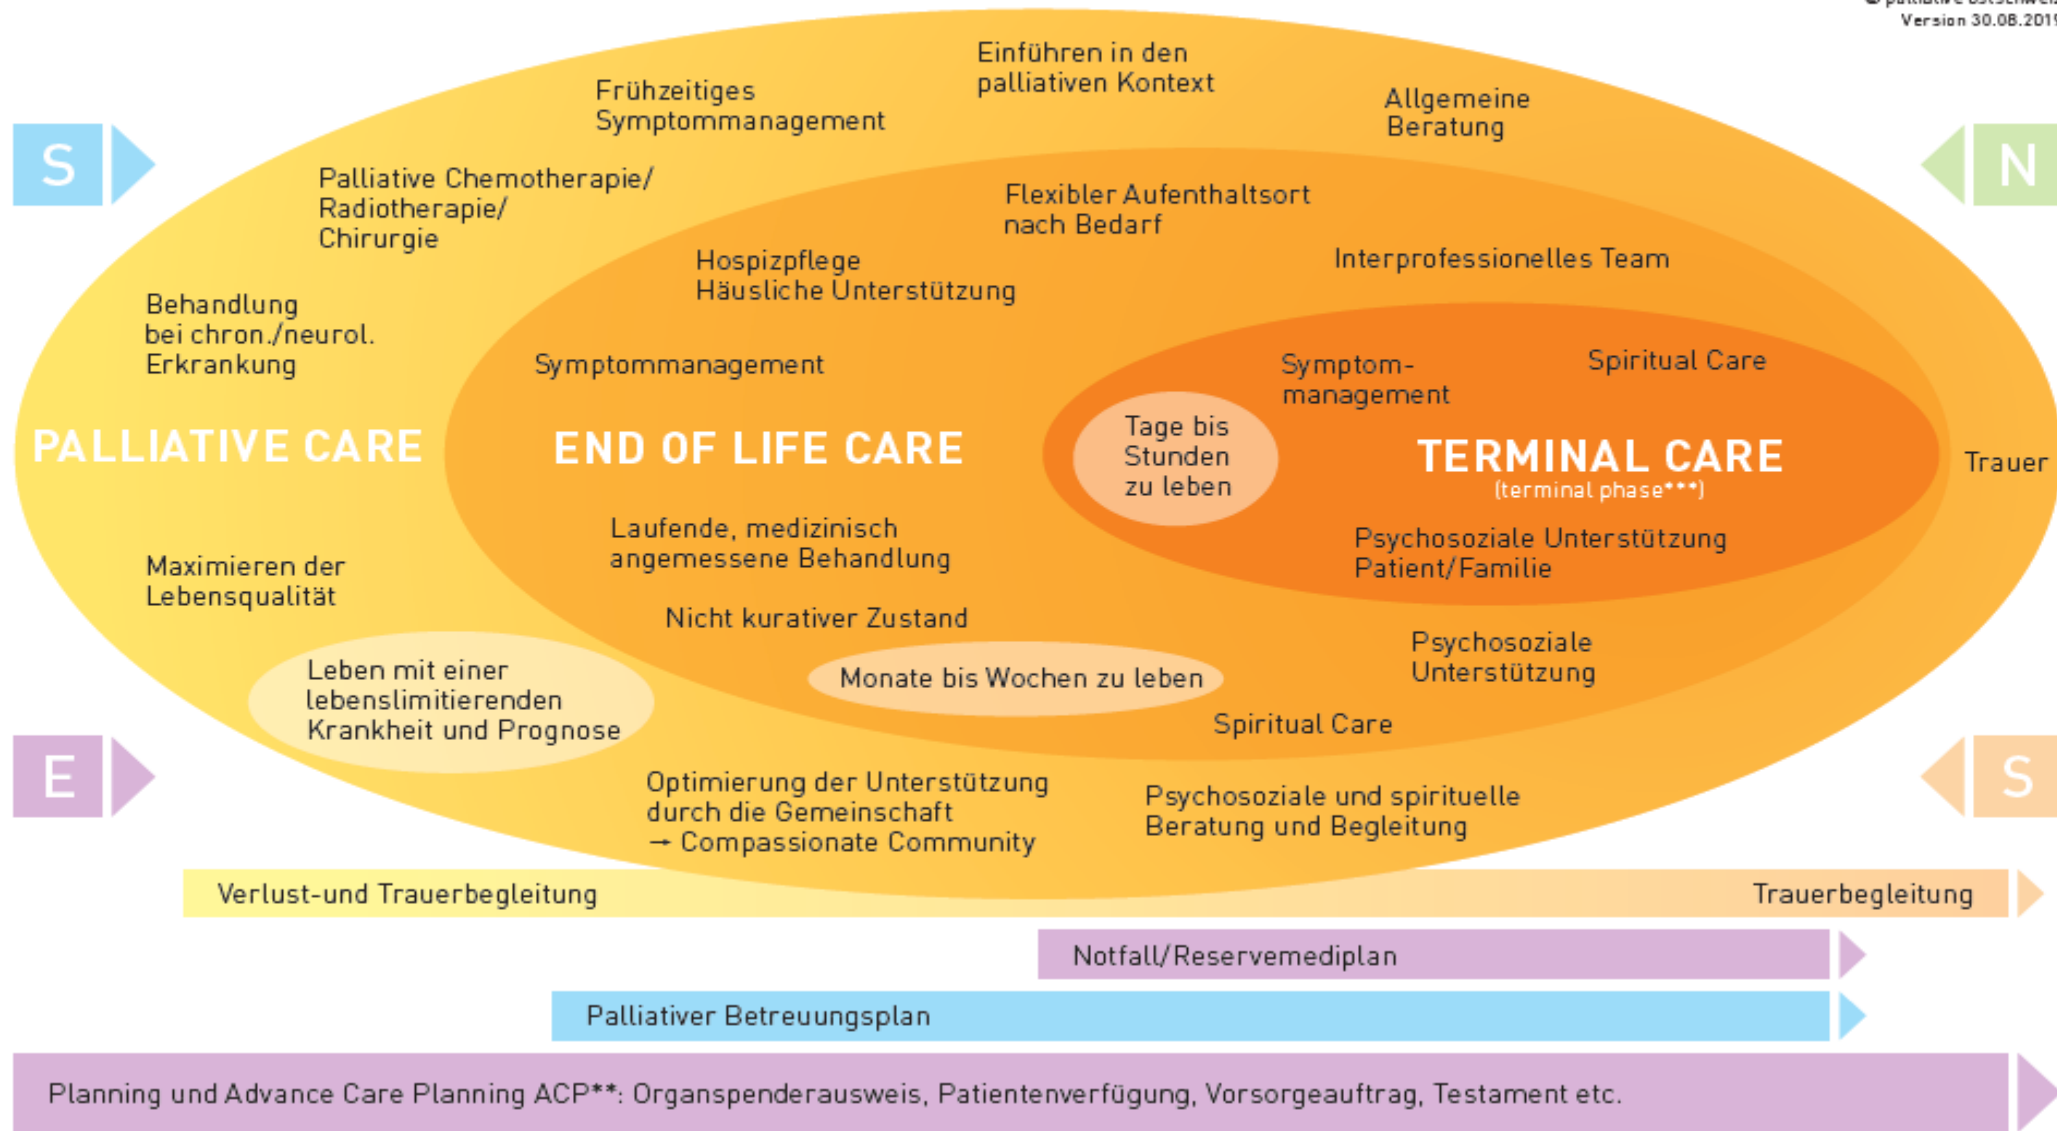 © palliative ostschweiz
Version 30.08.2019
Einführen in den
palliativen Kontext
Frühzeitiges
Symptommanagement
Allgemeine
Beratung
S
N
Palliative Chemotherapie/
Radiotherapie/
Chirurgie
Flexibler Aufenthaltsort
nach Bedarf
Hospizpflege
Häusliche Unterstützung
Interprofessionelles Team
Behandlung
bei chron./neurol.
Erkrankung
Symptommanagement
Symptom-
management
Spiritual Care
PALLIATIVE CARE
END OF LIFE CARE
Tage bis
Stunden
zu leben
TERMINAL CARE
(terminal phase***)
Trauer
Laufende, medizinisch
angemessene Behandlung
Psychosoziale Unterstützung
Patient/Familie
Maximieren der
Lebensqualität
Nicht kurativer Zustand
Psychosoziale
Unterstützung
Leben mit einer
lebenslimitierenden
Krankheit und Prognose
Monate bis Wochen zu leben
Spiritual Care
E
S
Optimierung der Unterstützung
durch die Gemeinschaft
→ Compassionate Community
Psychosoziale und spirituelle
Beratung und Begleitung
Verlust-und Trauerbegleitung
Trauerbegleitung
Notfall/Reservemediplan
Palliativer Betreuungsplan
Planning und Advance Care Planning ACP**: Organspenderausweis, Patientenverfügung, Vorsorgeauftrag, Testament etc.